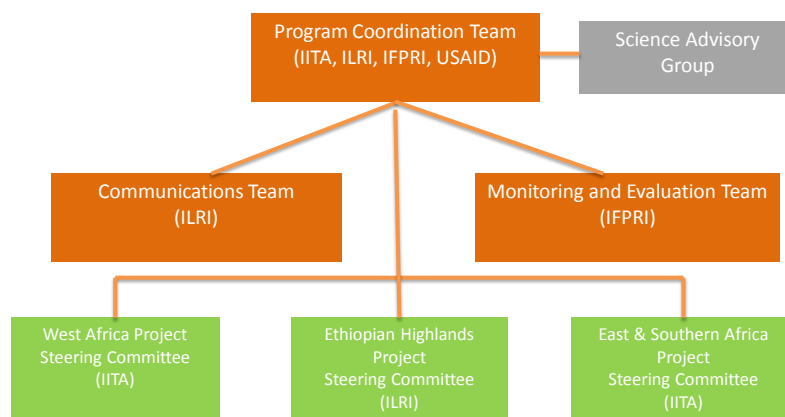 Program Coordination Team
(IITA, ILRI, IFPRI, USAID)
Science Advisory
Group
Communications Team
(ILRI)
Monitoring and Evaluation Team
(IFPRI)
West Africa Project
Steering Committee
(IITA)
Ethiopian Highlands
Project
Steering Committee
(ILRI)
East & Southern Africa
Project
Steering Committee
(IITA)